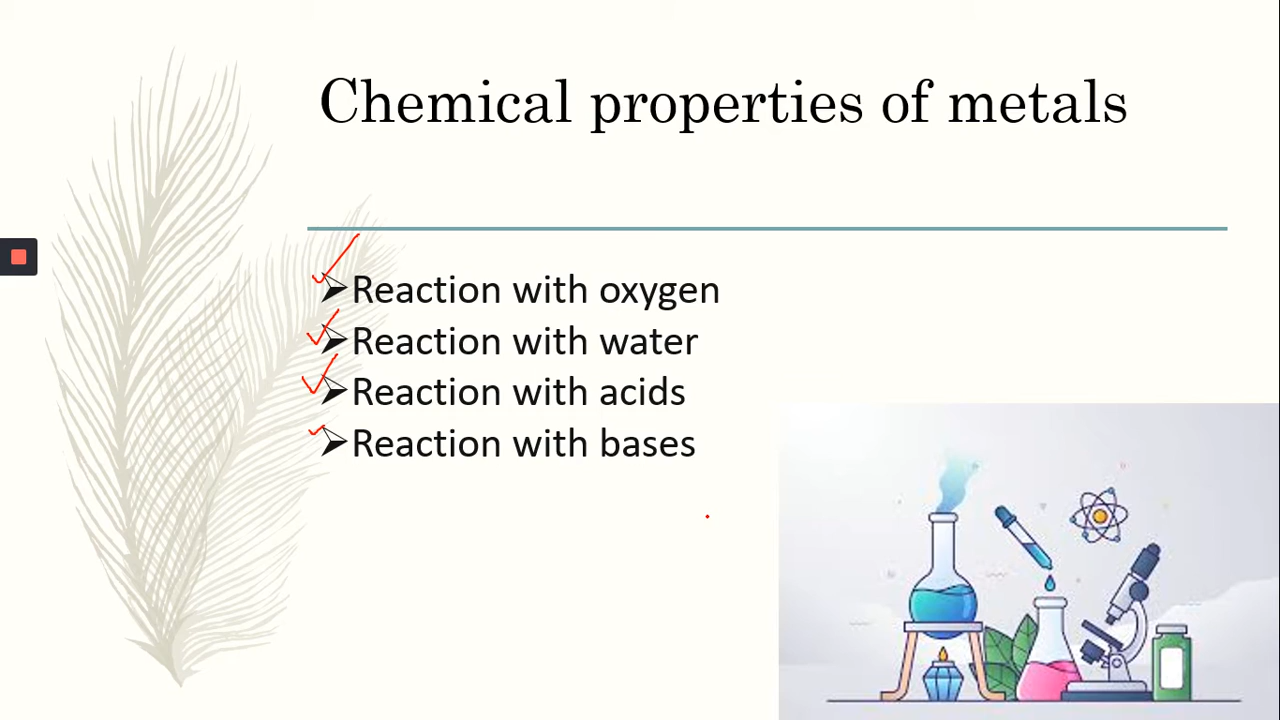 Chemical properties of metals
➢Reaction with oxygen
➢Reaction with water
➢Reaction with acids
➢Reaction with bases